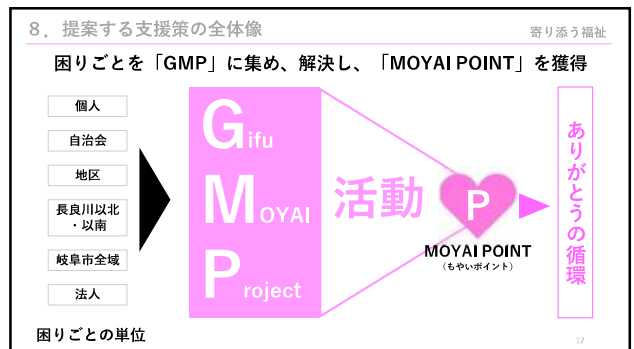 8．提案する支援策の全体像
寄り添う福祉
困りごとを「GMP」に集め、解決し、「MOYAI POINT」を獲得
個人
自治会
地区
長良川以北
・以南
岐阜市全域
法人
困りごとの単位
Gifu
MOYAI
Project
活動
P
MOYAI POINT
（もやいポイント）
ありがとうの循環
12